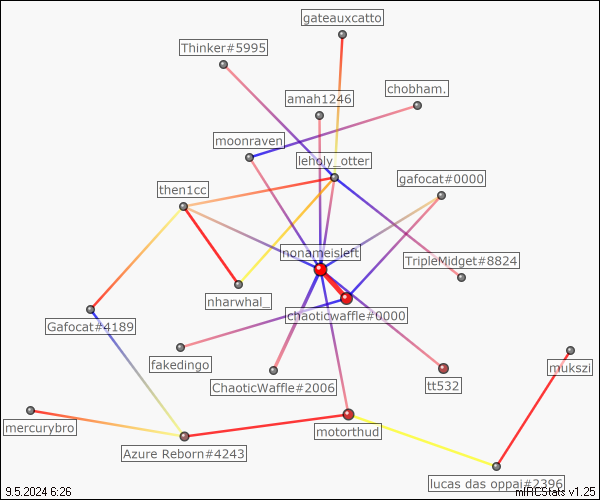 gateauxcatto
Thinker#5995
chobham.
amah1246
moonraven
leholy_otter
gafocat#0000
then1cc
nonameisleft
TripleMidget#8824
nharwhal_
chaoticwaffle#0000
Gafocat#4189
fakedingo
mukszi
ChaoticWaffle#2006
tt532
mercurybro
motorthud
Azure Reborn#4243
lucas das oppai#2396
9.5.2024 6:26
mIRCStats v1.25